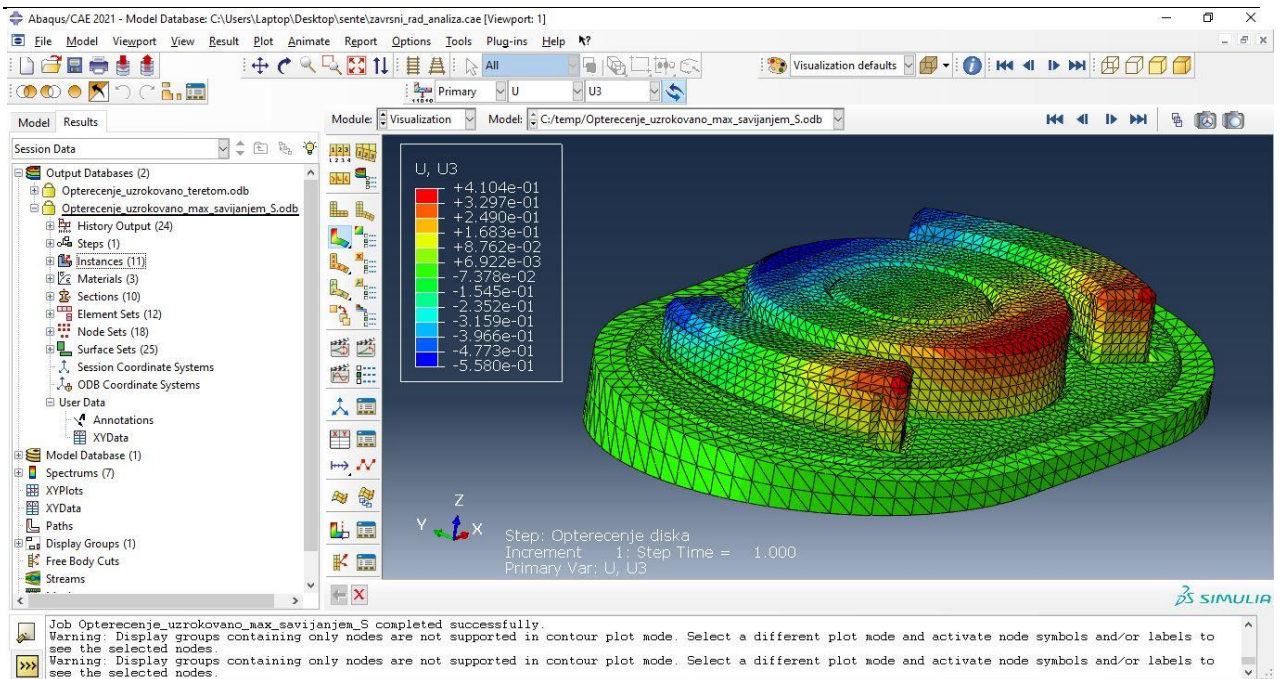 Abaqus/CAE 2021 - Model Database: C:\Users\Laptop\Desktop\sente\zavrsni_rad_analiza.cae [Viewport: 1]
File Model Viewport View Result Plot Animate Report Options Tools Plug-ins Help
All
Visualization defaults
Primary U U3
Model Results
Module: Visualization Model: C:/temp/Opterecenje_uzrokovano_max_savijanjem_S.odb
Session Data
Output Databases (2)
Opterecenje_uzrokovano_teretom.odb
Opterecenje_uzrokovano_max_savijanjem_S.odb
History Output (24)
Steps (1)
Instances (11)
Materials (3)
Sections (10)
Element Sets (12)
Node Sets (18)
Surface Sets (25)
Session Coordinate Systems
ODB Coordinate Systems
User Data
Annotations
XYData
Model Database (1)
Spectrums (7)
XYPlots
XYData
Paths
Display Groups (1)
Free Body Cuts
Streams
U, U3
+4.104e-01
+3.297e-01
+2.490e-01
+1.683e-01
+8.762e-02
+6.922e-03
-7.378e-02
-1.545e-01
-2.352e-01
-3.159e-01
-3.966e-01
-4.773e-01
-5.580e-01
Z
Y X
Step: Opterecenje diska
Increment 1: Step Time = 1.000
Primary Var: U, U3
SIMULIA
Job Opterecenje_uzrokovano_max_savijanjem_S completed successfully.
Warning: Display groups containing only nodes are not supported in contour plot mode. Select a different plot mode and activate node symbols and/or labels to
see the selected nodes.
Warning: Display groups containing only nodes are not supported in contour plot mode. Select a different plot mode and activate node symbols and/or labels to
see the selected nodes.